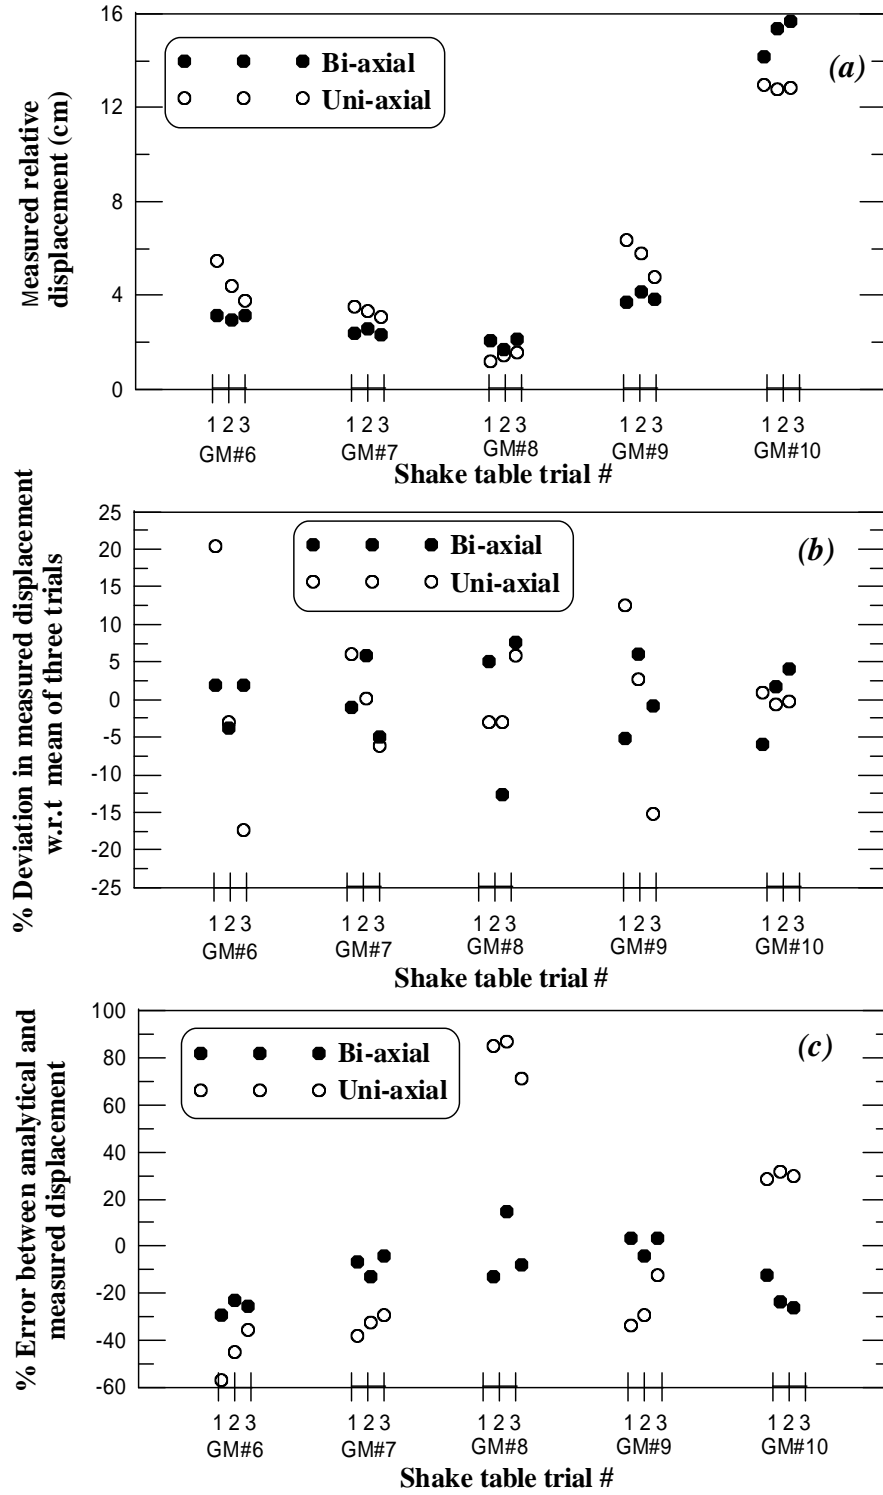 16
12
8
4
0
Measured relative
displacement (cm)
Bi-axial
Uni-axial
(a)
1 2 3
GM#6
1 2 3
GM#7
1 2 3
GM#8
1 2 3
GM#9
1 2 3
GM#10
Shake table trial #
25
20
15
10
5
0
-5
-10
-15
-20
-25
% Deviation in measured displacement
w.r.t mean of three trials
Bi-axial
Uni-axial
(b)
1 2 3
GM#6
1 2 3
GM#7
1 2 3
GM#8
1 2 3
GM#9
1 2 3
GM#10
Shake table trial #
100
80
60
40
20
0
-20
-40
-60
% Error between analytical and
measured displacement
Bi-axial
Uni-axial
(c)
1 2 3
GM#6
1 2 3
GM#7
1 2 3
GM#8
1 2 3
GM#9
1 2 3
GM#10
Shake table trial #